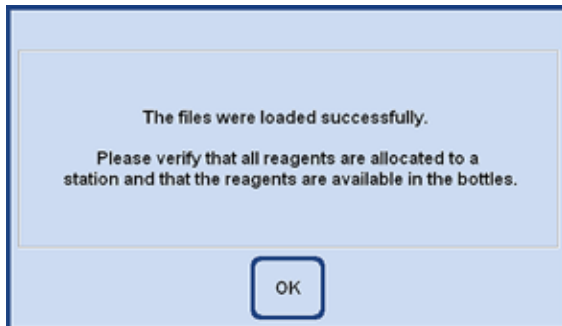 The files were loaded successfully.
Please verify that all reagents are allocated to a
station and that the reagents are available in the bottles.
OK